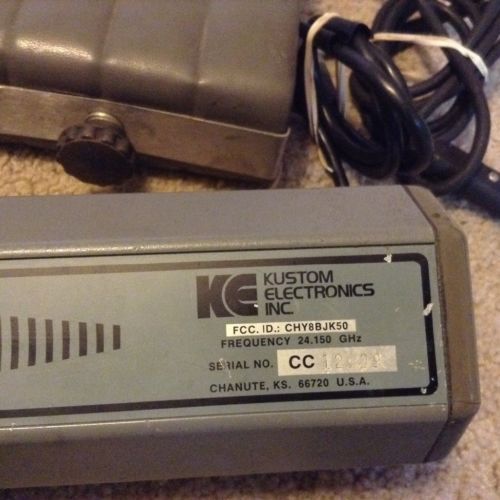 KE KUSTOM
ELECTRONICS
INC.
FCC. ID.: CHY8BJK50
FREQUENCY 24.150 GHz
SERIAL NO. CC
CHANUTE, KS. 66720 U.S.A.